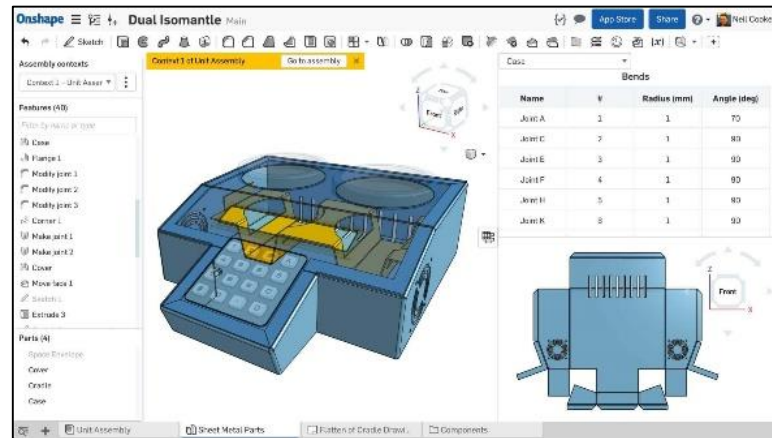 Onshape Dual Isomantle Main App Store Share Neil Cooke
Sketch
Assembly contexts
Context 1 of Unit Assembly Go to assembly
Context 1 - Unit Asser
Features (40)
Filter by name or type
Case
Flange 1
Modify joint 1
Modify joint 2
Modify joint 3
Corner 1
Make joint 1
Make joint 2
Cover
Move face 1
Sketch 1
Extrude 3
Parts (4)
Space Envelope
Cover
Cradle
Case
Front
Z
X
Case
Bends
Name # Radius (mm) Angle (deg)
Joint A 1 1 70
Joint C 2 1 90
Joint E 3 1 90
Joint F 4 1 90
Joint H 5 1 90
Joint K 6 1 90
Z
Front
X
Unit Assembly Sheet Metal Parts Flatten of Cradle Drawi... Components